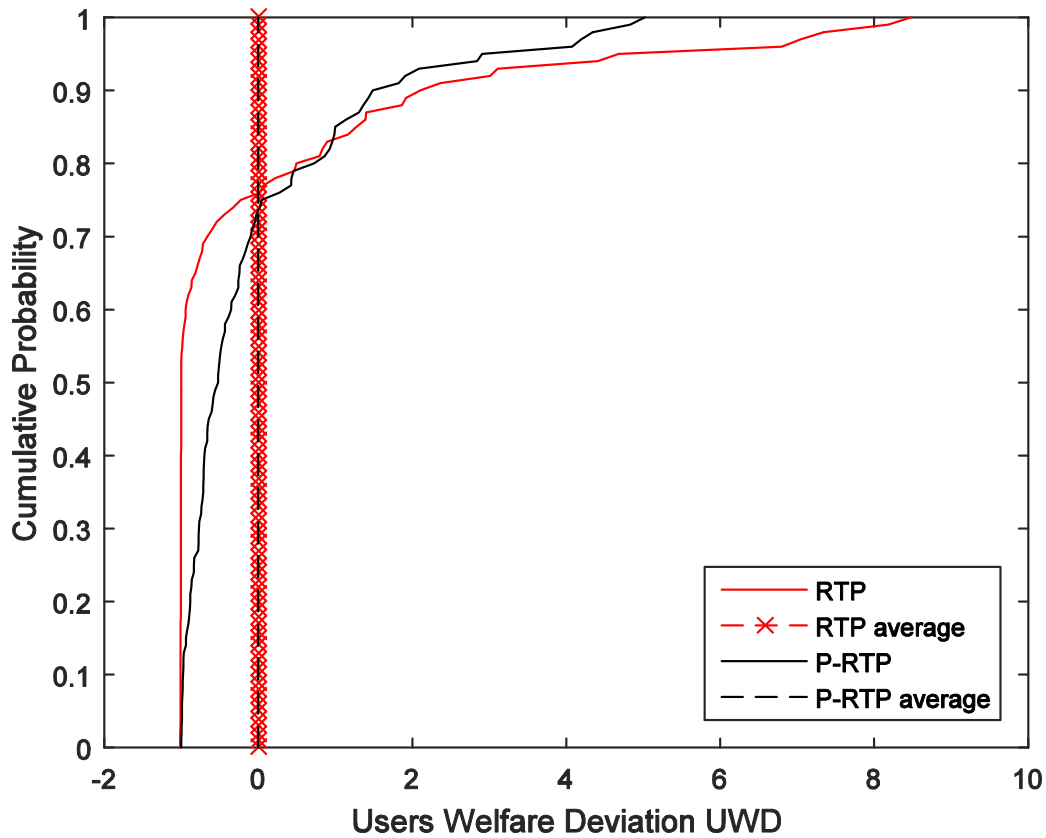 1
0.9
0.8
0.7
0.6
0.5
0.4
0.3
0.2
0.1
0
Cumulative Probability
RTP
RTP average
P-RTP
P-RTP average
-2 0 2 4 6 8 10
Users Welfare Deviation UWD